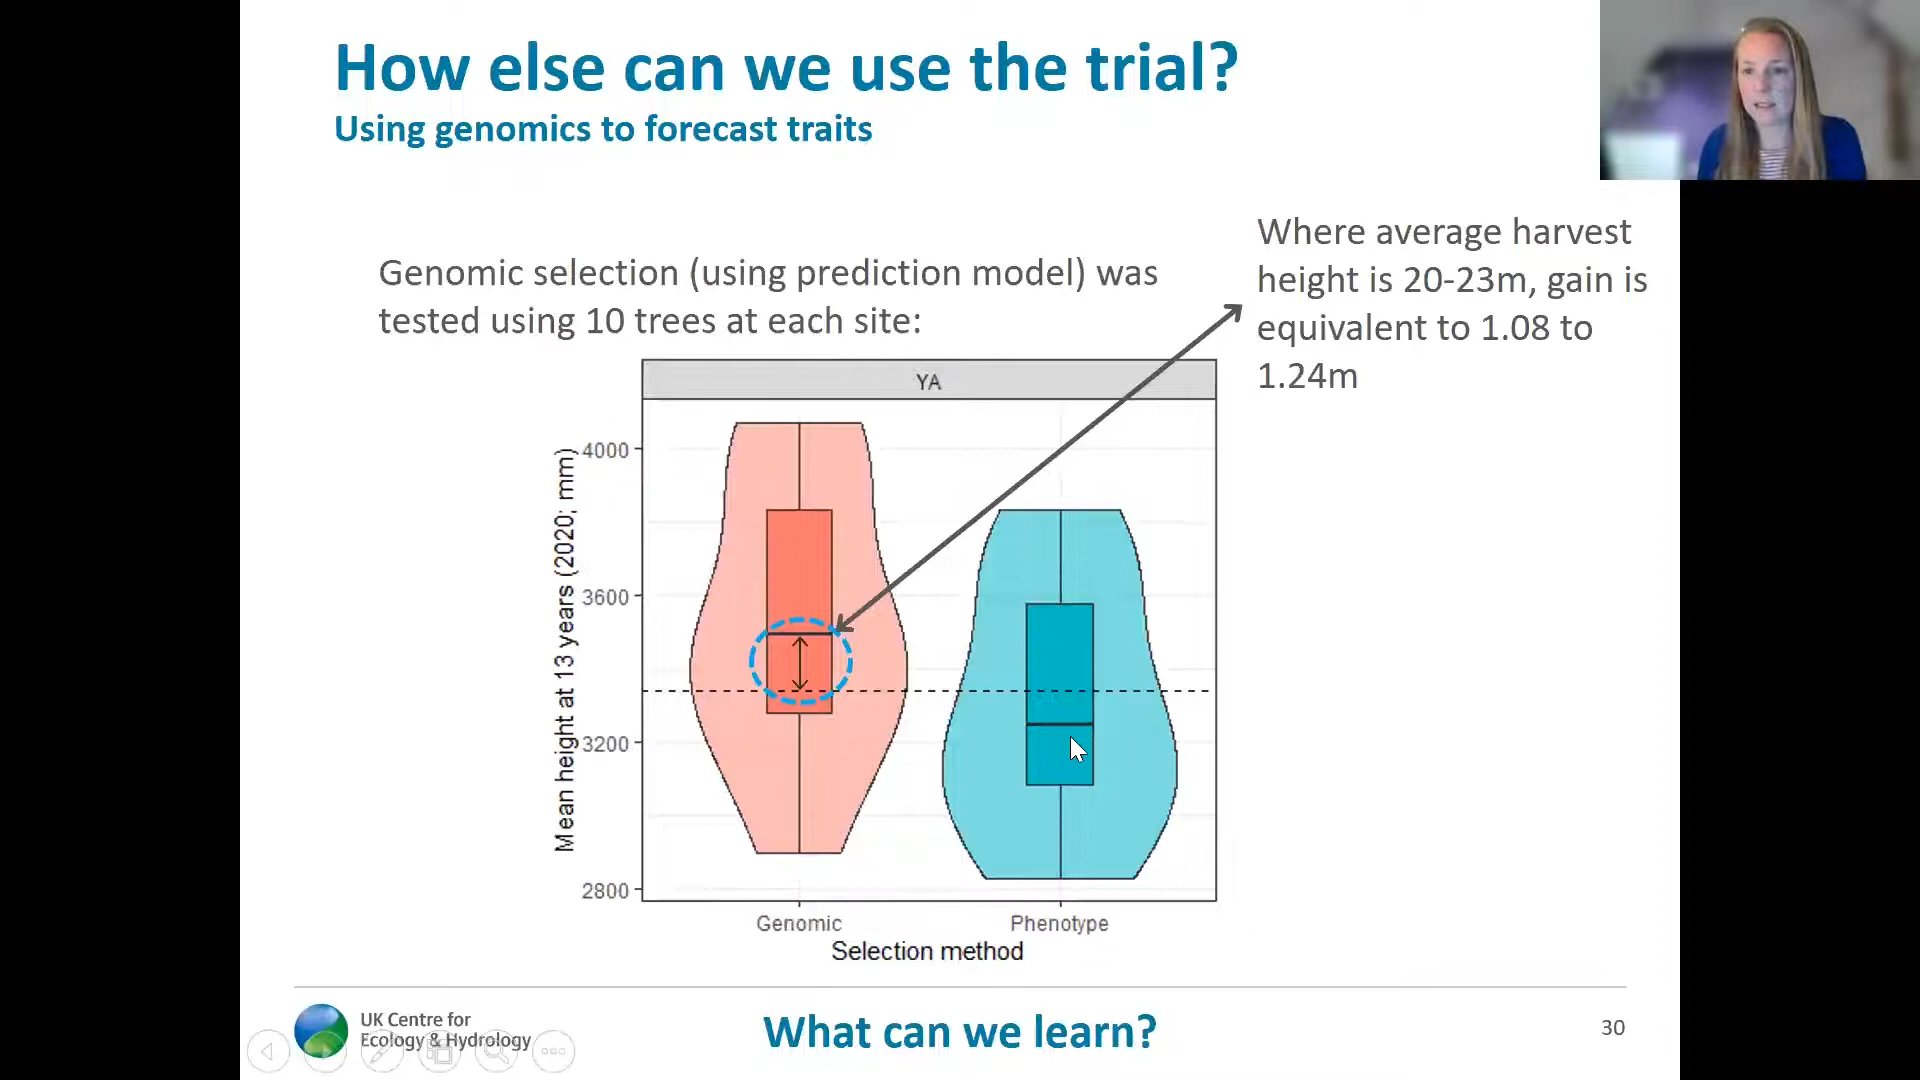 How else can we use the trial?
Using genomics to forecast traits
Where average harvest
height is 20-23m, gain is
equivalent to 1.08 to
1.24m
Genomic selection (using prediction model) was
tested using 10 trees at each site:
YA
Mean height at 13 years (2020; mm)
4000
3600
3200
2800
Genomic
Phenotype
Selection method
UK Centre for
Ecology & Hydrology
What can we learn?
30